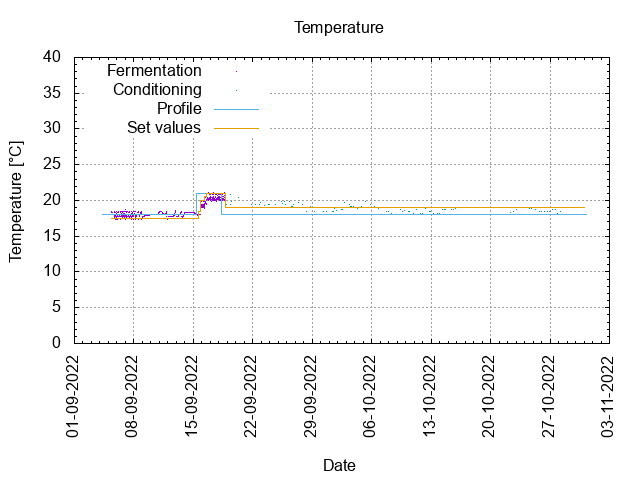 Temperature
40
35
30
25
20
15
10
5
0
Fermentation
Conditioning
Profile
Set values
Temperature [°C]
01-09-2022
08-09-2022
15-09-2022
22-09-2022
29-09-2022
06-10-2022
13-10-2022
20-10-2022
27-10-2022
03-11-2022
Date